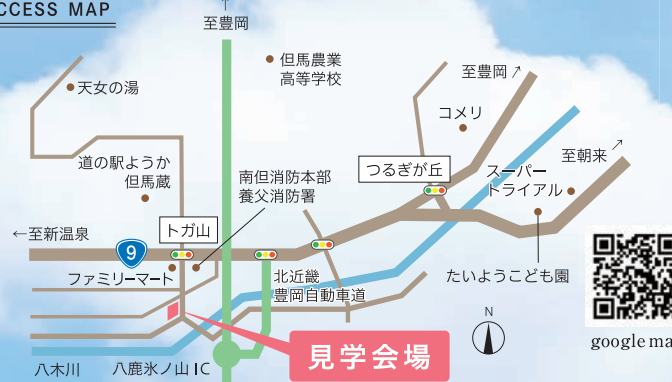 CCESS MAP
↑
至豊岡
但馬農業
高等学校
至豊岡↗
天女の湯
コメリ
至朝来↗
道の駅ようか
但馬蔵
南但消防本部
養父消防署
つるぎが丘
スーパー
トライアル
トガ山
←至新温泉
9
ファミリーマート
北近畿
豊岡自動車道
たいようこども園
N
見学会場
八木川
八鹿氷ノ山IC
google ma